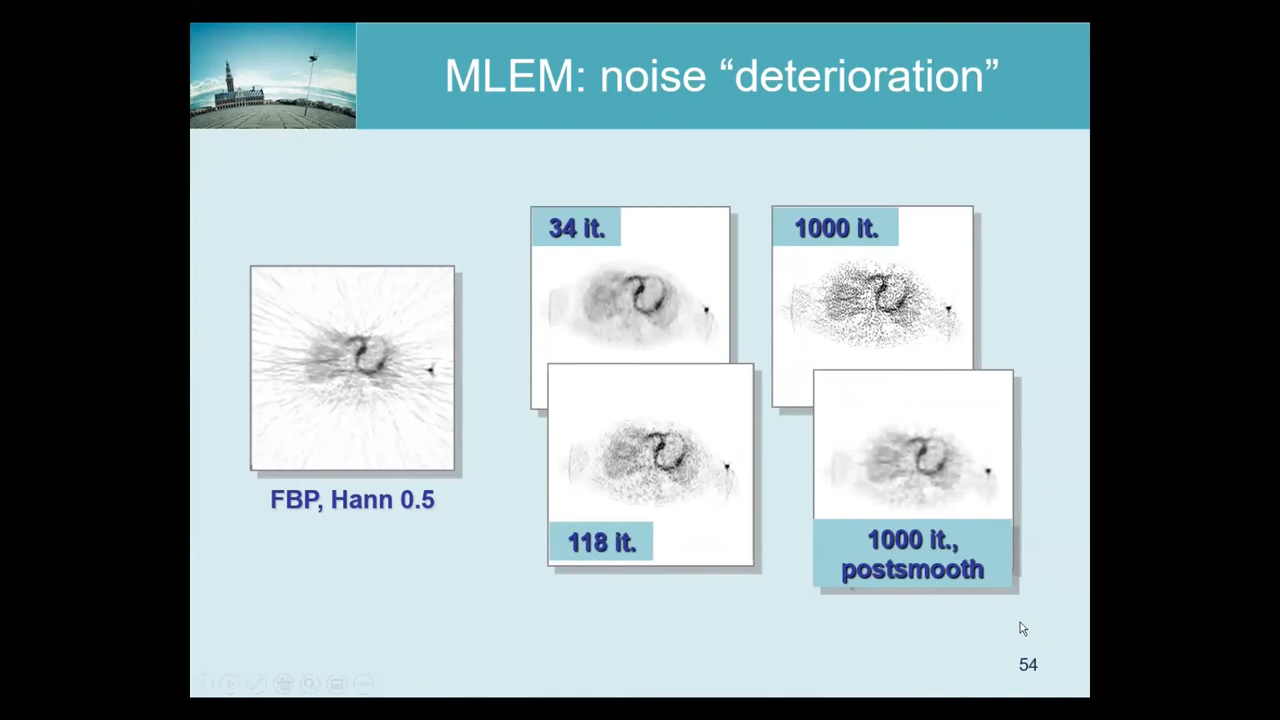 MLEM: noise “deterioration”
34 it.
1000 it.
FBP, Hann 0.5
118 it.
1000 it.,
postsmooth
54